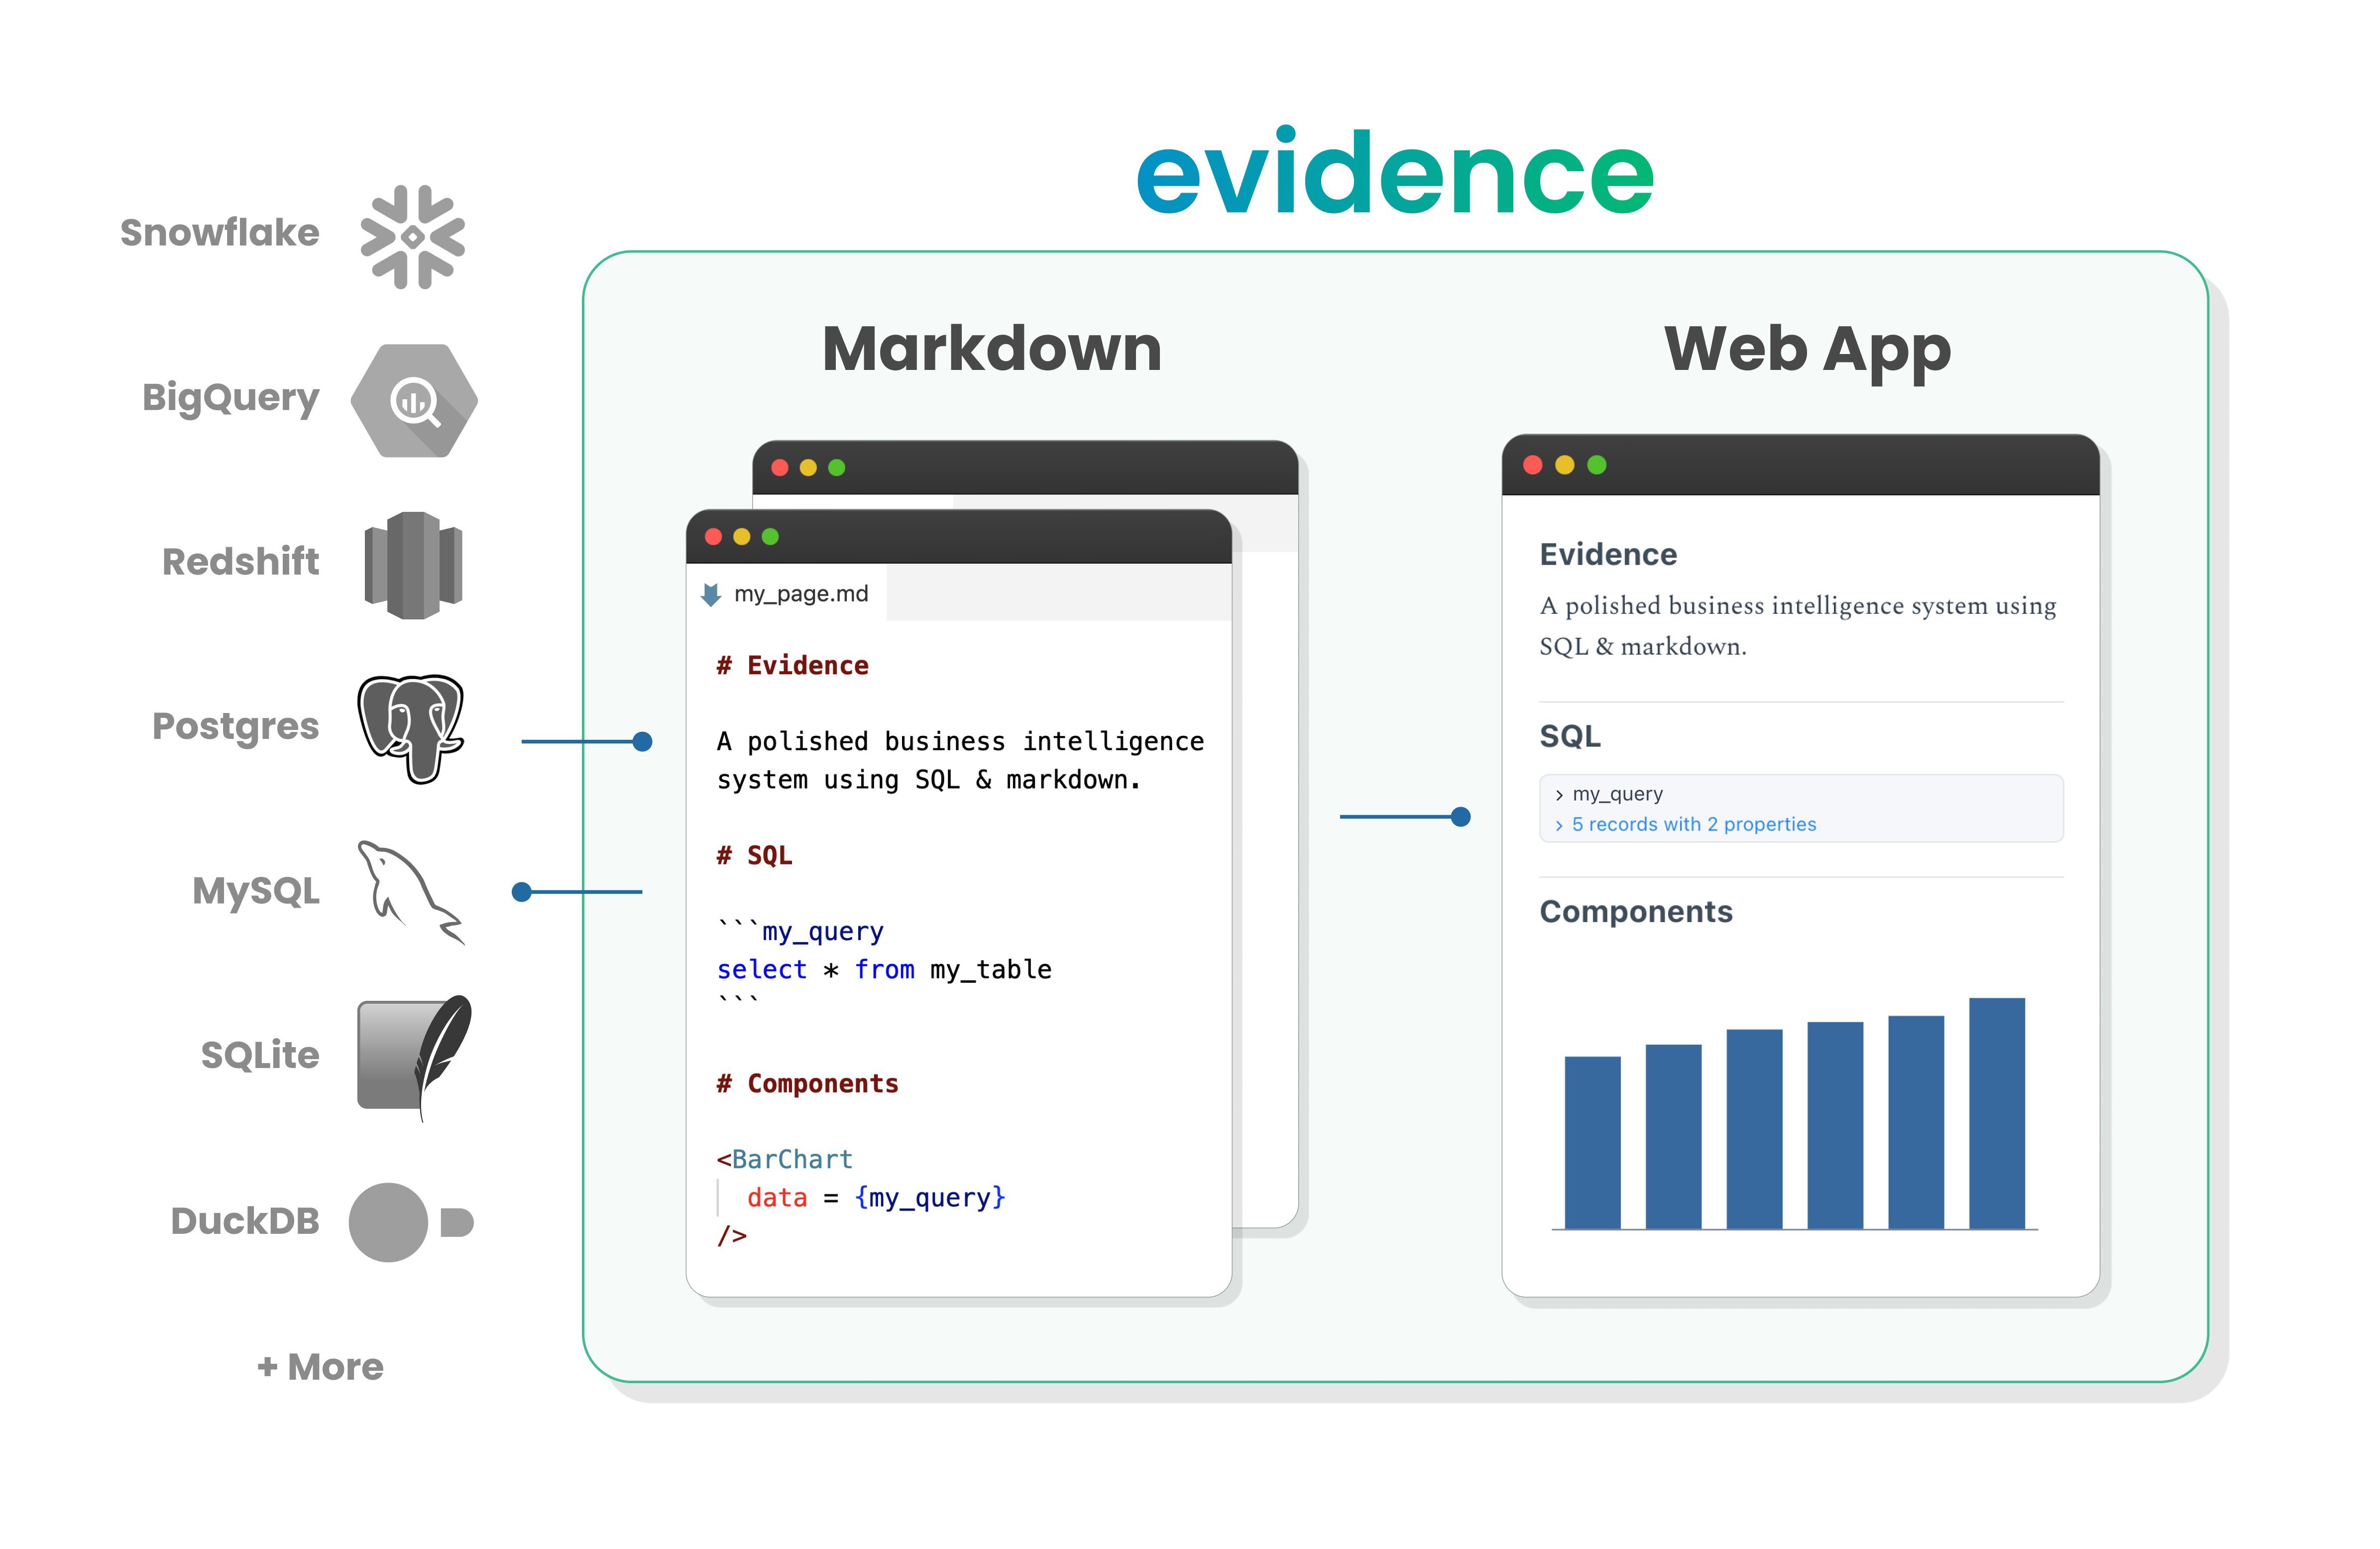 evidence
Snowflake
BigQuery
Redshift
Postgres
MySQL
SQLite
DuckDB
+ More
Markdown
my_page.md
# Evidence
A polished business intelligence
system using SQL & markdown.
# SQL
```my_query
select * from my_table
```
# Components
<BarChart
data = {my_query}
/>
Web App
Evidence
A polished business intelligence system using
SQL & markdown.
SQL
› my_query
› 5 records with 2 properties
Components